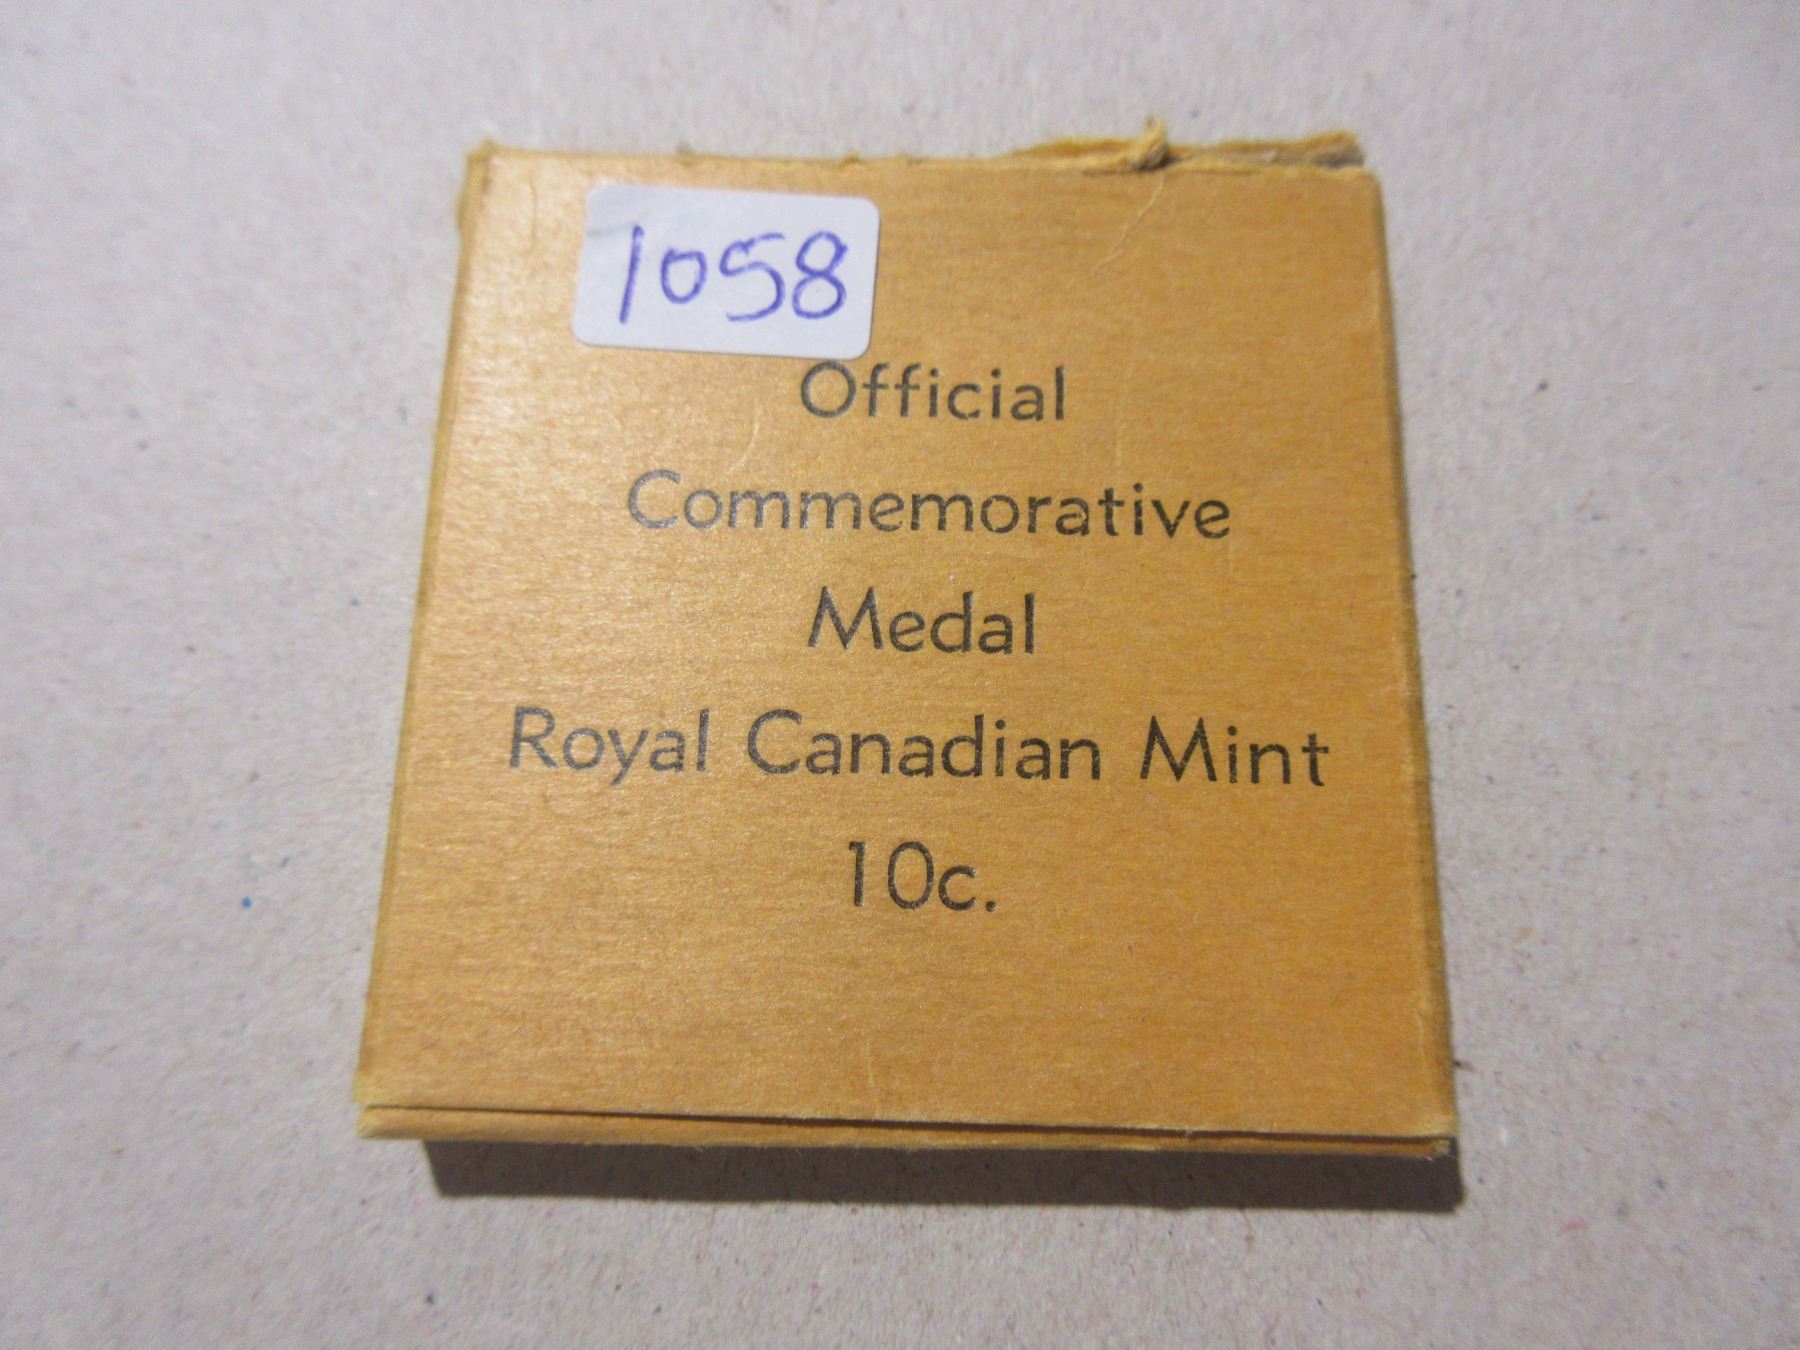 1058
Official
Commemorative
Medal
Royal Canadian Mint
10c.